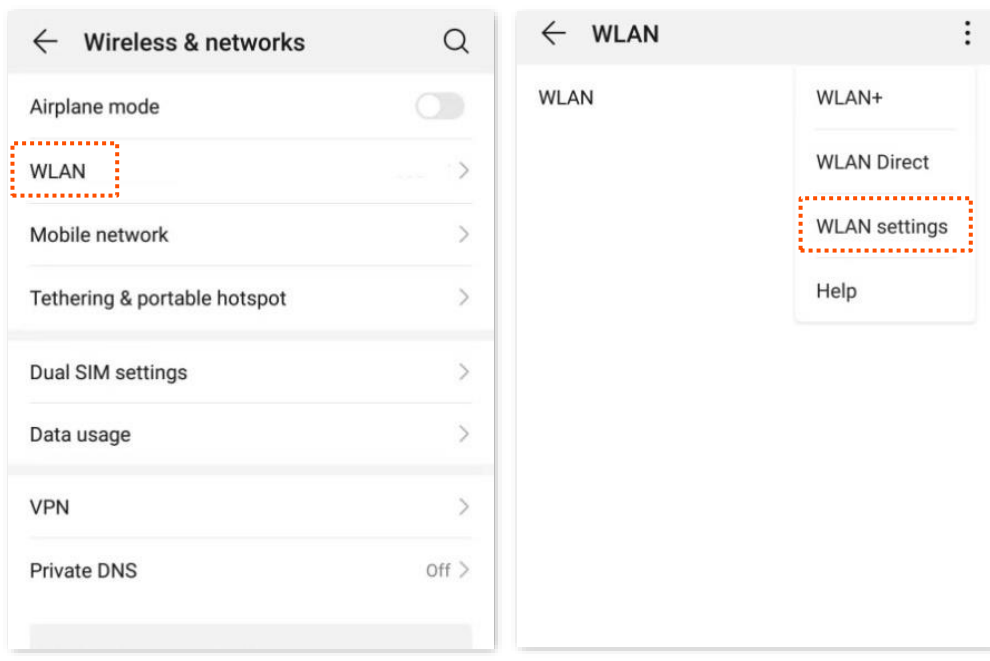 Wireless & networks
Airplane mode
WLAN
Mobile network
Tethering & portable hotspot
Dual SIM settings
Data usage
VPN
Private DNS
Off
WLAN
WLAN
WLAN+
WLAN Direct
WLAN settings
Help